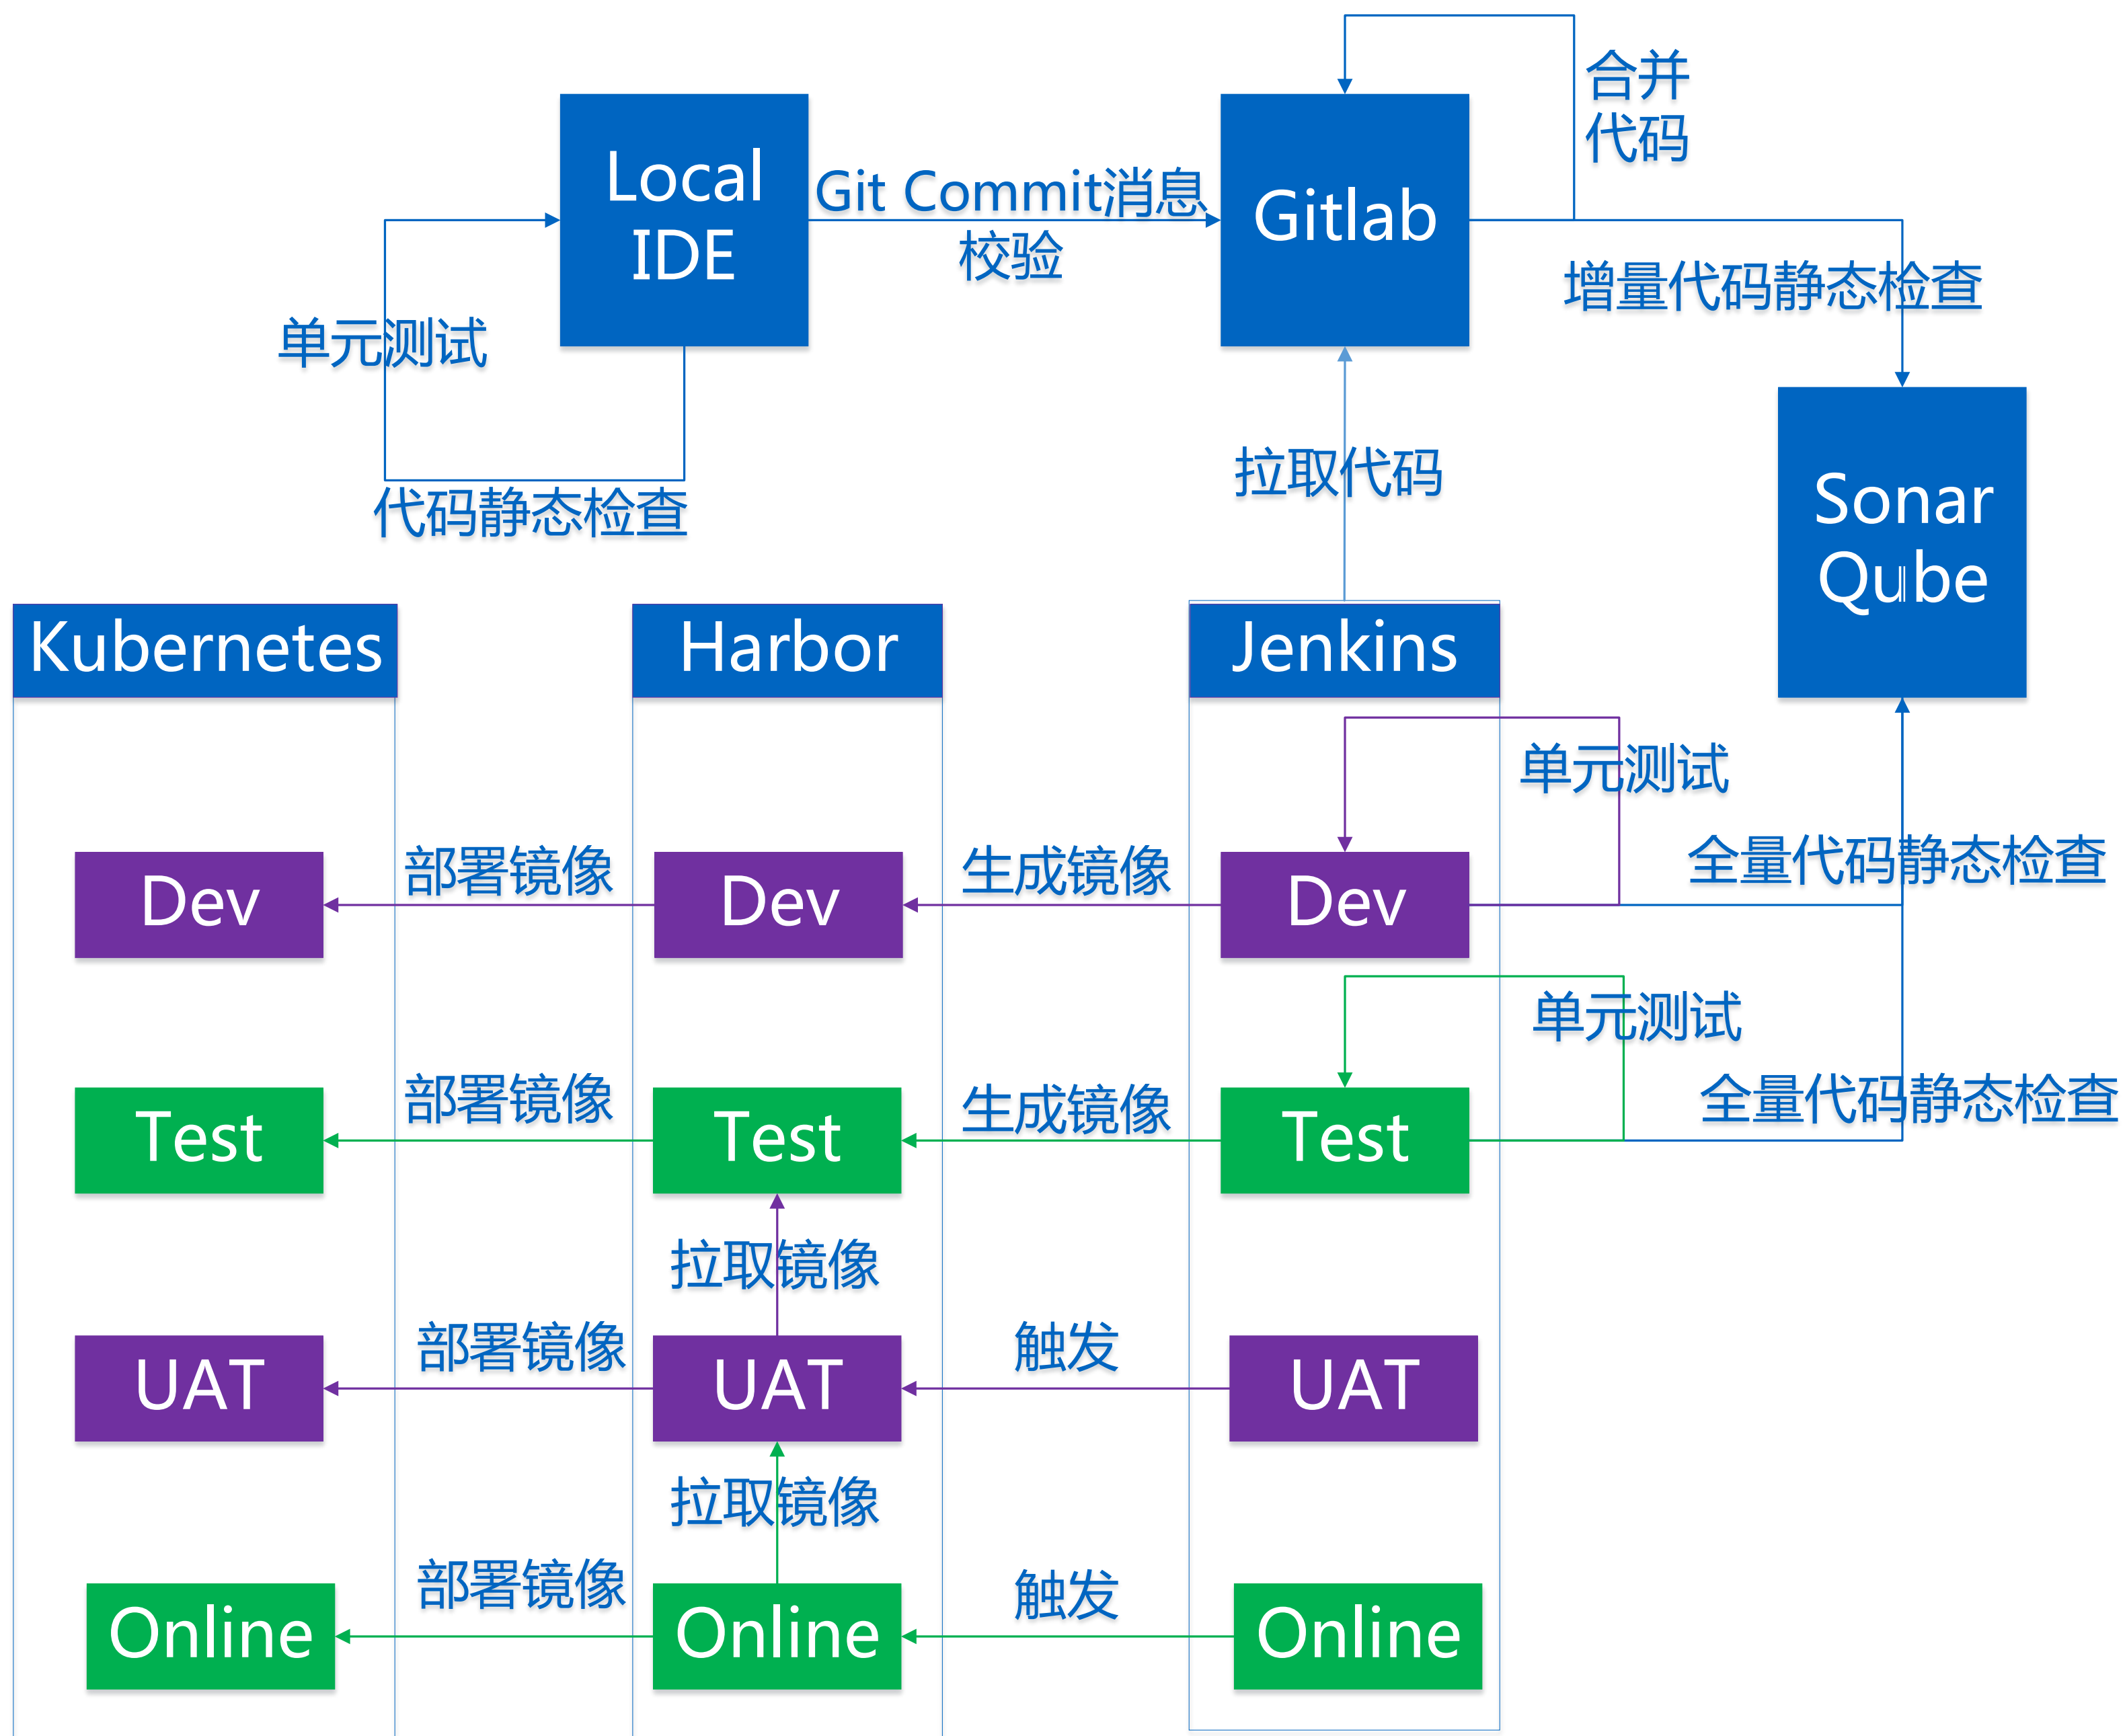 合并
代码
Local
IDE
Git Commit消息
校验
Gitlab
增量代码静态检查
单元测试
代码静态检查
拉取代码
Sonar
Qube
Kubernetes
Harbor
Jenkins
单元测试
全量代码静态检查
Dev
部署镜像
Dev
生成镜像
Dev
单元测试
全量代码静态检查
Test
部署镜像
Test
生成镜像
Test
拉取镜像
UAT
部署镜像
UAT
触发
UAT
拉取镜像
Online
部署镜像
Online
触发
Online